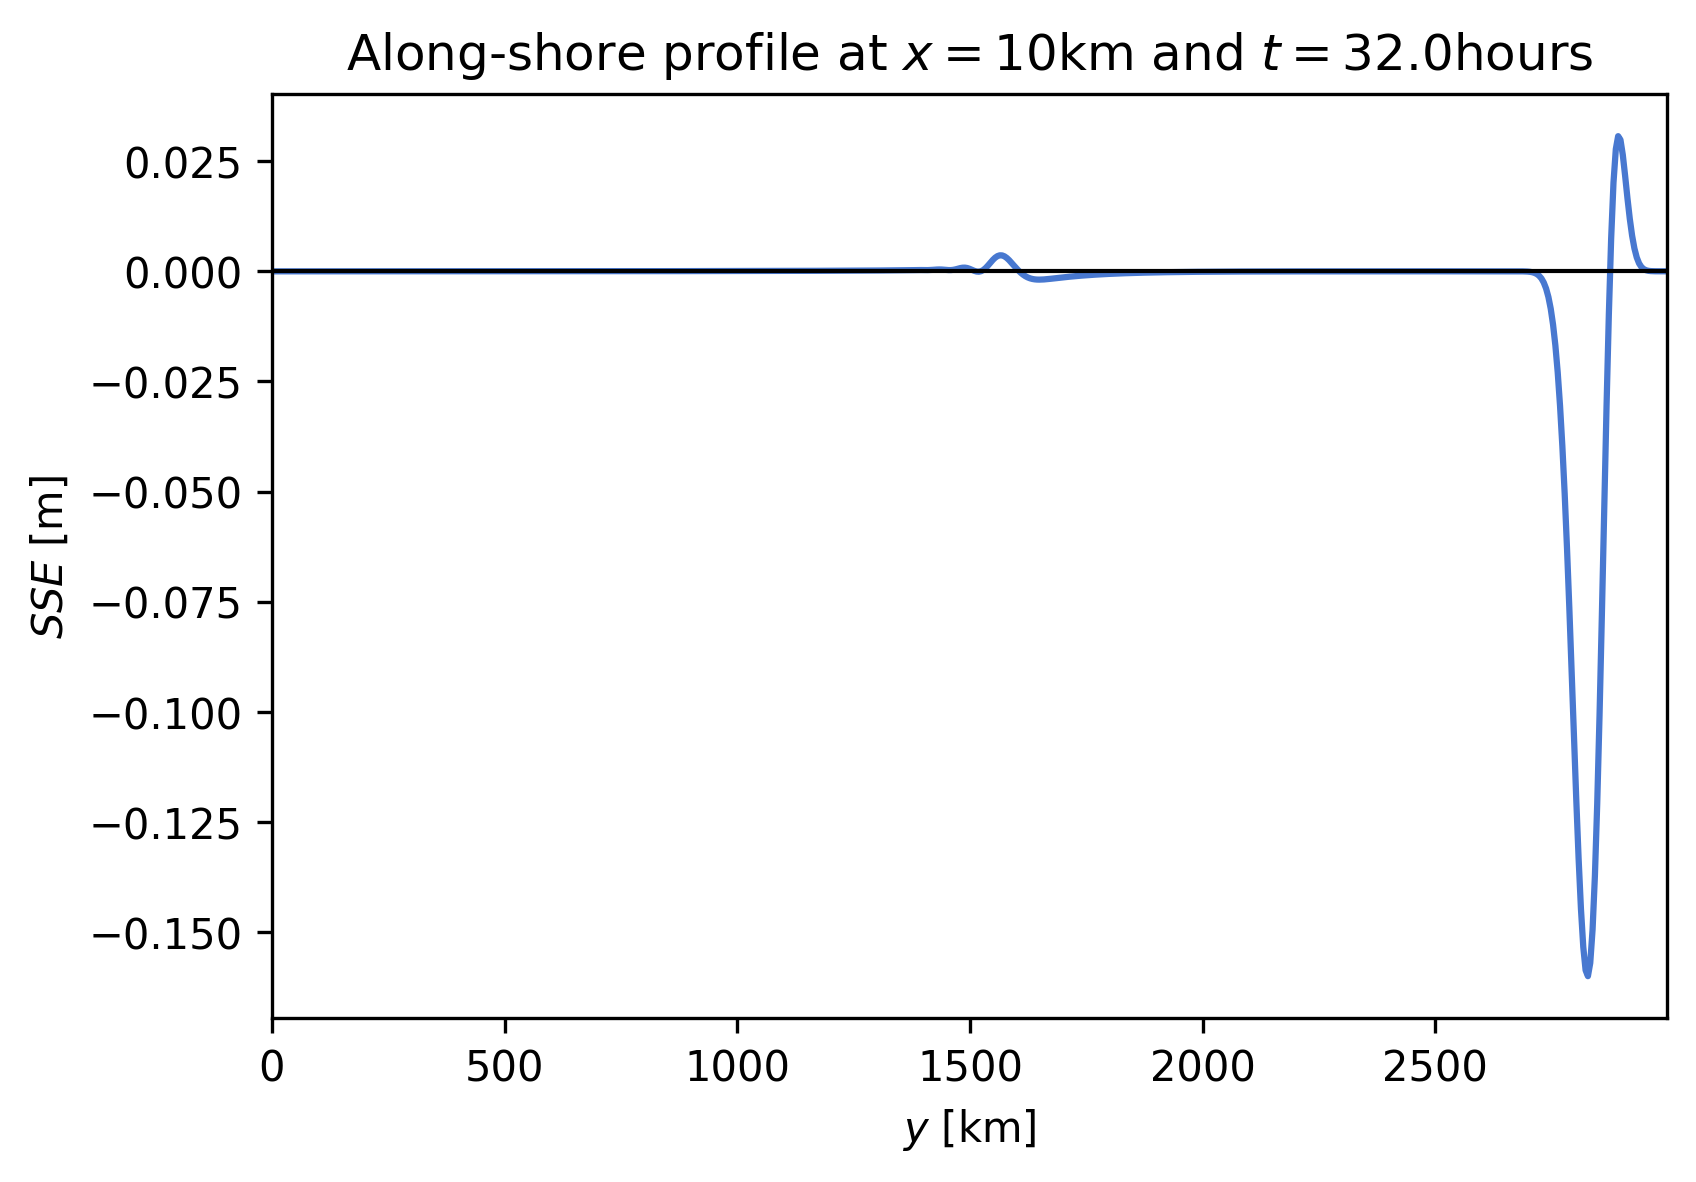 Along-shore profile at x = 10km and t = 32.0hours
0.025
0.000
−0.025
−0.050
−0.075
−0.100
−0.125
−0.150
SSE [m]
0 500 1000 1500 2000 2500
y [km]